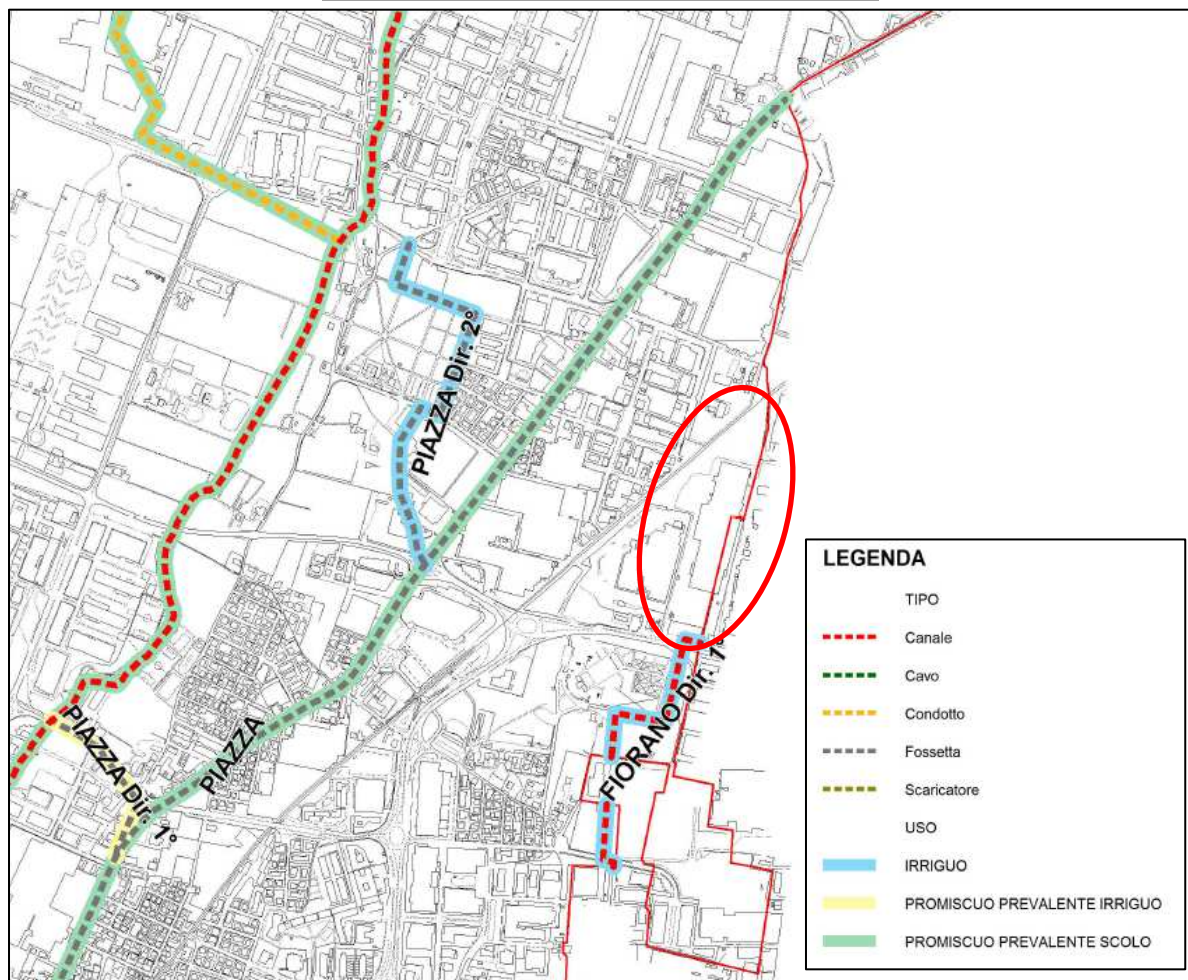 PIAZZA Dir. 2°
FIORANO Dir. 1°
PIAZZA
PIAZZA Dir. 1°
LEGENDA
TIPO
Canale
Cavo
Condotto
Fossetta
Scaricatore
USO
IRRIGUO
PROMISCUO PREVALENTE IRRIGUO
PROMISCUO PREVALENTE SCOLO